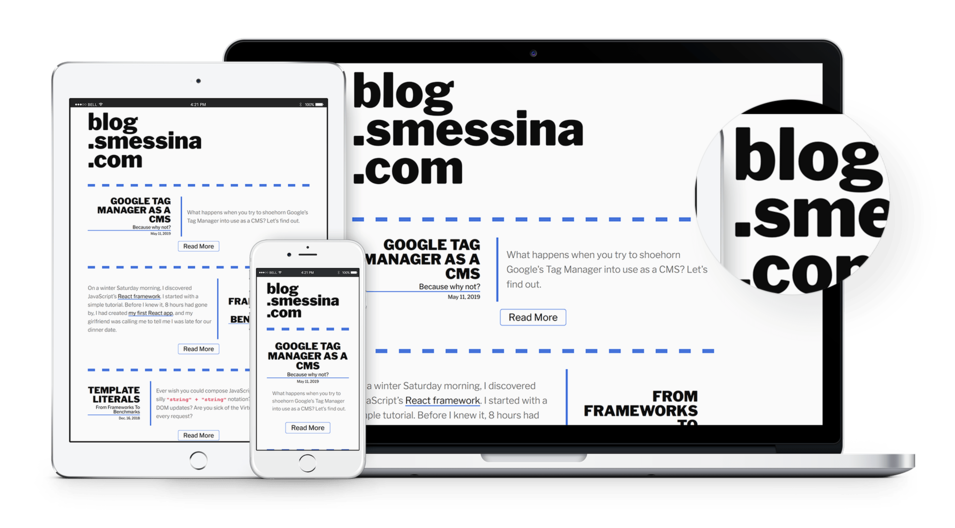 BELL
4:21 PM
100%
blog
.smessina
.com
GOOGLE TAG
MANAGER AS A
CMS
Because why not?
May 11, 2019
What happens when you try to shoehorn Google's
Tag Manager into use as a CMS? Let's find out.
Read More
On a winter Saturday morning, I discovered
JavaScript's React framework. I started with a
simple tutorial. Before I knew it, 8 hours had gone
by, I had created my first React app, and my
girlfriend was calling me to tell me I was late for our
dinner date.
Read More
TEMPLATE
LITERALS
From Frameworks To
Benchmarks
Dec. 16, 2018
Ever wish you could compose JavaScr
silly "string" + "string" notation
DOM updates? Are you sick of the Virt
every request?
Read More
BELL
4:21 PM
100%
blog
.smessina
.com
GOOGLE TAG
MANAGER AS A
CMS
Because why not?
May 11, 2019
What happens when you try to
shoehorn Google's Tag Manager
into use as a CMS? Let's find out.
Read More
blog
.smessina
.com
GOOGLE TAG
MANAGER AS A
CMS
Because why not?
May 11, 2019
What happens when you try to shoehorn
Google's Tag Manager into use as a CMS? Let's
find out.
Read More
a winter Saturday morning, I discovered
aScript's React framework. I started with a
ple tutorial. Before I knew it, 8 hours had
FROM
FRAMEWORKS
TO
blog
.sme
.con